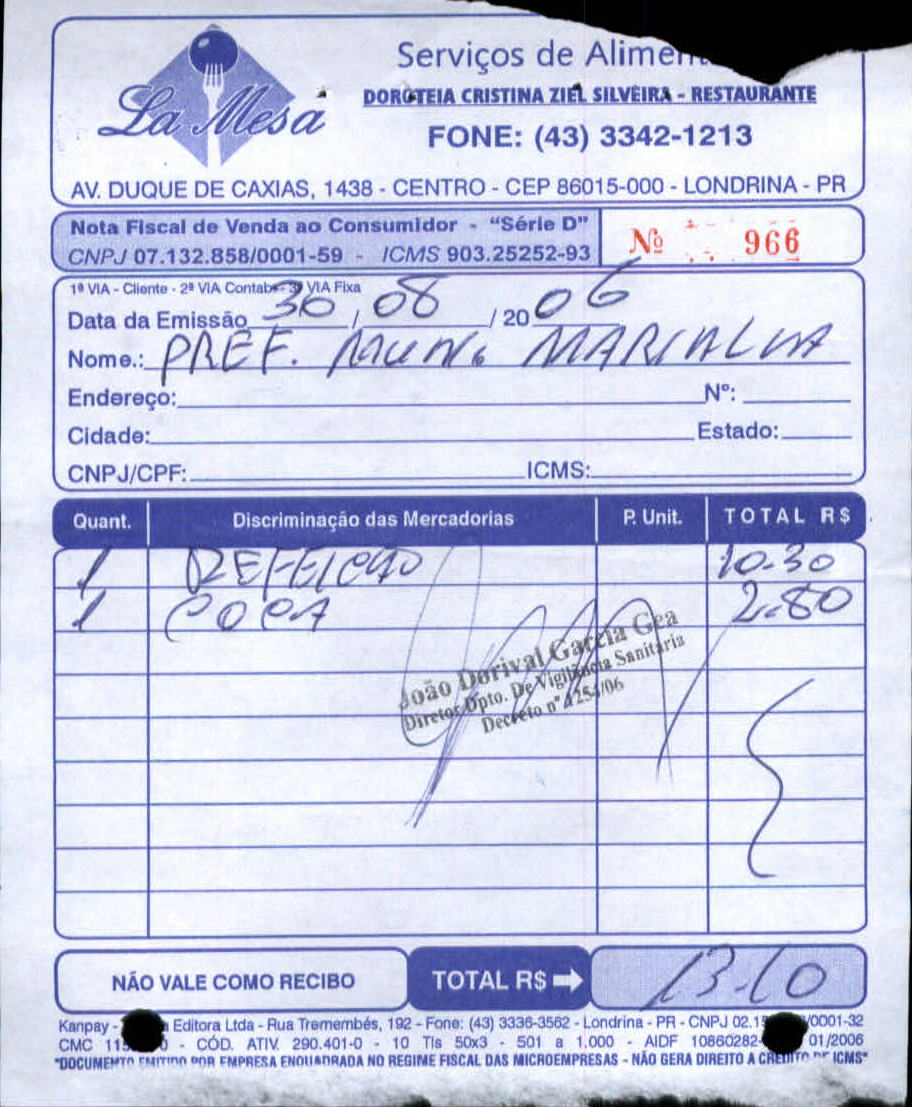 La Mesa
Serviços de
DOROTEIA CRISTINA ZIEL SILVEIRA - RESTAURANTE
FONE: (43) 3342-1213
AV. DUQUE DE CAXIAS, 1438 - CENTRO - CEP 86015-000 - LONDRINA - PR
Nota Fiscal de Venda ao Consumidor - "Série D"
CNPJ 07.132.858/0001-59 - ICMS 903.25252-93
Nº 966
1ª VIA - Cliente - 2ª VIA Contab. - 3ª VIA Fixa
Data da Emissão 30 / 08 / 2006
Nome.: PREF. MUNC. MARIALVA
Endereço: Nº:
Cidade: Estado:
CNPJ/CPF: ICMS:
Quant. Discriminação das Mercadorias P. Unit. TOTAL R$
1 REFEIÇÃO 10.30
1 COCA 2.80
João Dorival Garcia Gea
Diretor Dpto. De Vigilância Sanitária
Decreto nº 1254/06
NÃO VALE COMO RECIBO TOTAL R$ 13.10
Kanpay - Editora Ltda - Rua Tremembés, 192 - Fone: (43) 3336-3562 - Londrina - PR - CNPJ 02.1 /0001-32
CMC 115 0 - CÓD. ATIV. 290.401-0 - 10 Tls 50x3 - 501 a 1.000 - AIDF 10860282- 01/2006
"DOCUMENTO EMITIDO POR EMPRESA ENQUADRADA NO REGIME FISCAL DAS MICROEMPRESAS - NÃO GERA DIREITO A CRÉDITO DE ICMS"